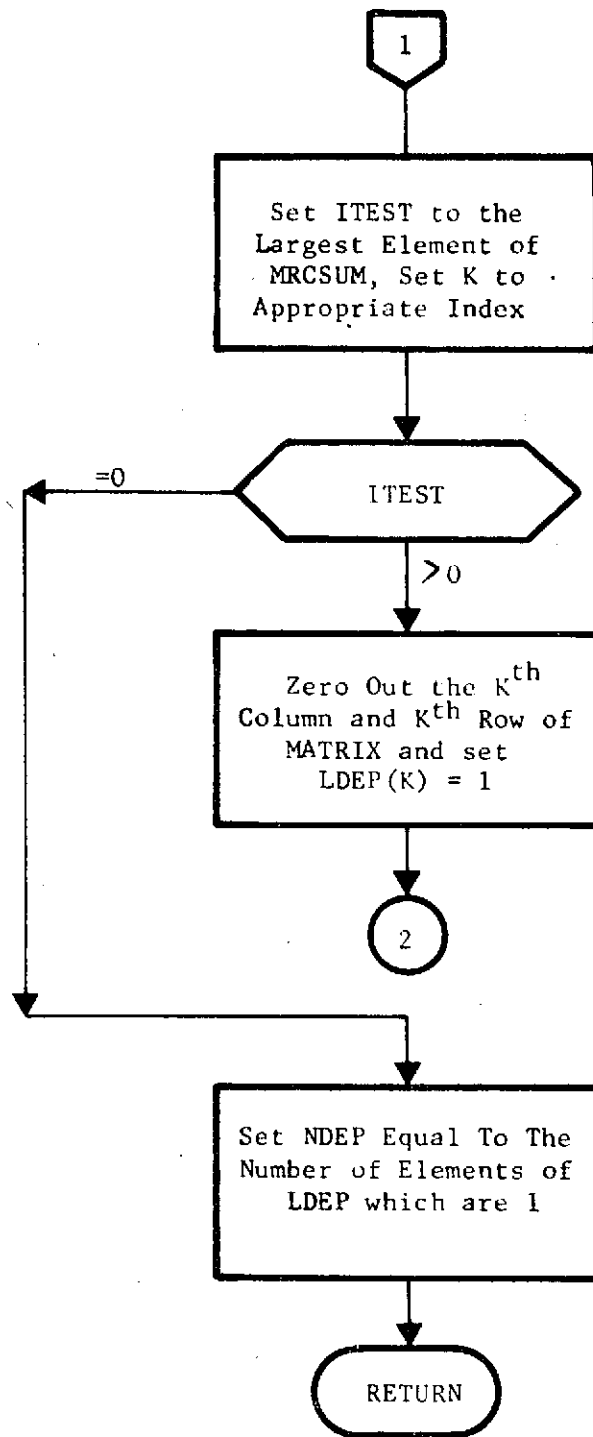 1
Set ITEST to the
Largest Element of
MRCSUM, Set K to
Appropriate Index
=0
ITEST
>0
Zero Out the Kth
Column and Kth Row of
MATRIX and set
LDEP(K) = 1
2
Set NDEP Equal To The
Number of Elements of
LDEP which are 1
RETURN